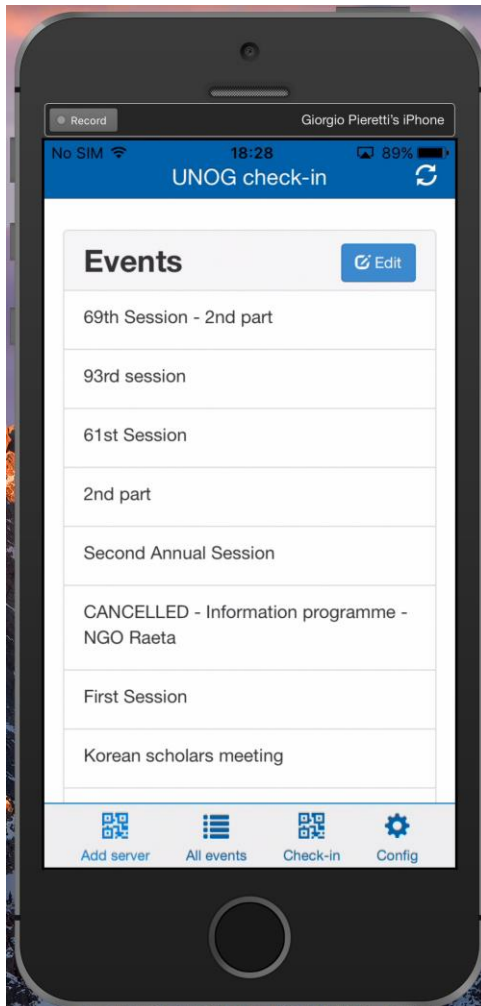 Record
Giorgio Pieretti's iPhone
No SIM 18:28 89%
UNOG check-in
Events
Edit
69th Session - 2nd part
93rd session
61st Session
2nd part
Second Annual Session
CANCELLED - Information programme -
NGO Raeta
First Session
Korean scholars meeting
Add server All events Check-in Config